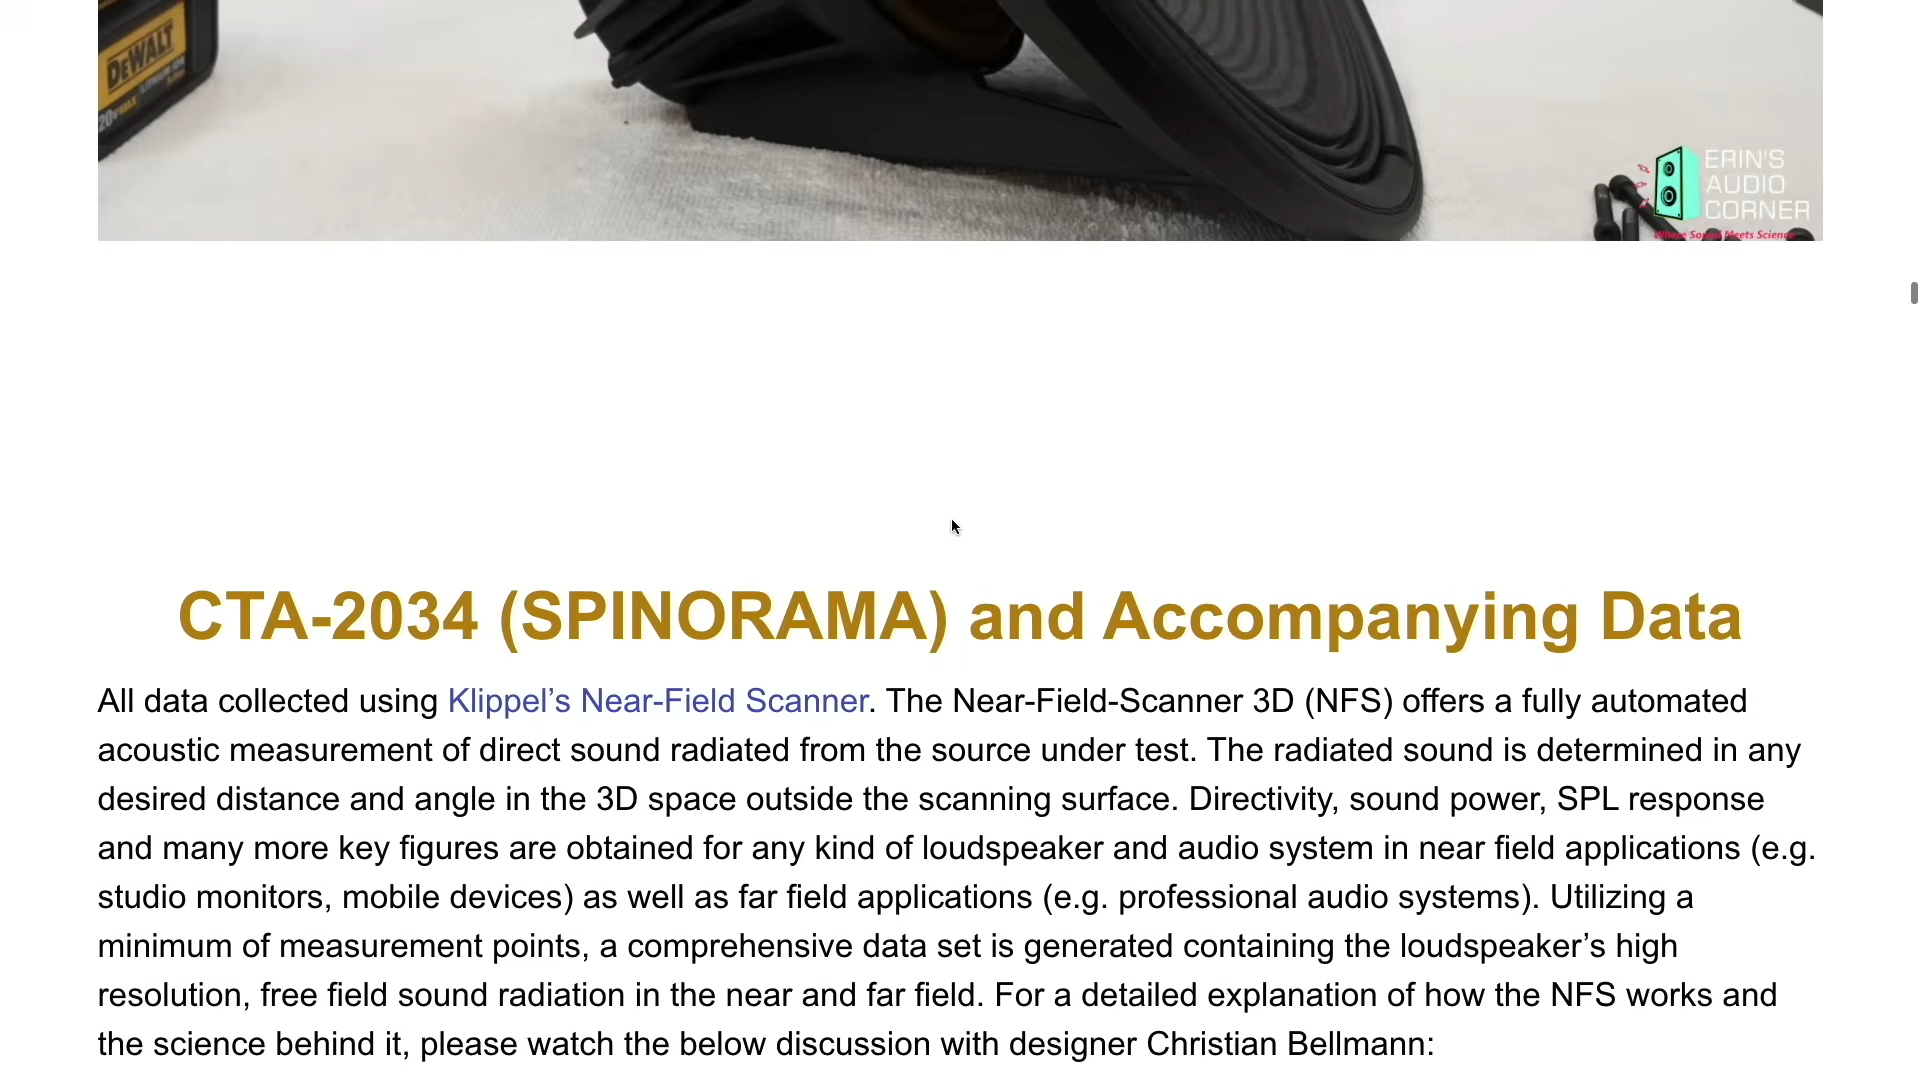 DEWALT
20V MAX
ERIN'S
AUDIO
CORNER
Where Sound Meets Science
CTA-2034 (SPINORAMA) and Accompanying Data
All data collected using Klippel’s Near-Field Scanner. The Near-Field-Scanner 3D (NFS) offers a fully automated
acoustic measurement of direct sound radiated from the source under test. The radiated sound is determined in any
desired distance and angle in the 3D space outside the scanning surface. Directivity, sound power, SPL response
and many more key figures are obtained for any kind of loudspeaker and audio system in near field applications (e.g.
studio monitors, mobile devices) as well as far field applications (e.g. professional audio systems). Utilizing a
minimum of measurement points, a comprehensive data set is generated containing the loudspeaker’s high
resolution, free field sound radiation in the near and far field. For a detailed explanation of how the NFS works and
the science behind it, please watch the below discussion with designer Christian Bellmann: